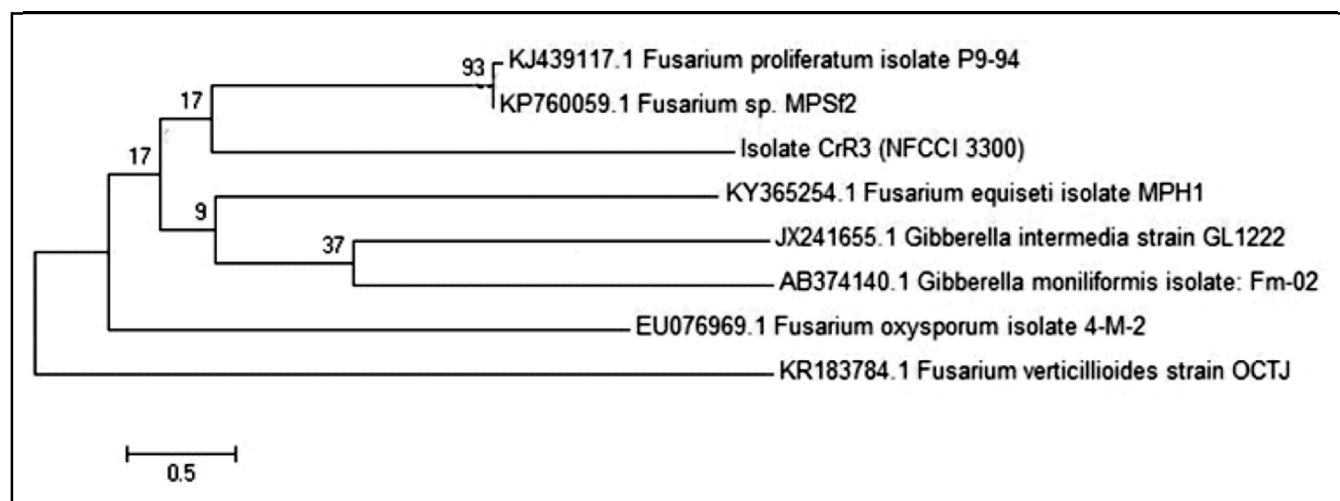 93
KJ439117.1 Fusarium proliferatum isolate P9-94
17
KP760059.1 Fusarium sp. MPSf2
Isolate CrR3 (NFCCI 3300)
17
KY365254.1 Fusarium equiseti isolate MPH1
9
37
JX241655.1 Gibberella intermedia strain GL1222
AB374140.1 Gibberella moniliformis isolate: Fm-02
EU076969.1 Fusarium oxysporum isolate 4-M-2
KR183784.1 Fusarium verticillioides strain OCTJ
0.5